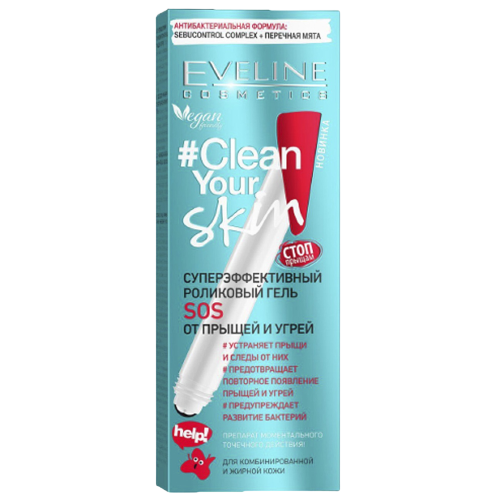 АНТИБАКТЕРИАЛЬНАЯ ФОРМУЛА:
SEBUCONTROL COMPLEX + ПЕРЕЧНАЯ МЯТА
EVELINE
COSMETICS
Vegan
НОВИНКА
#Clean
Your
Skin
СТОП
прыщам
СУПЕРЭФФЕКТИВНЫЙ
РОЛИКОВЫЙ ГЕЛЬ
SOS
ОТ ПРЫЩЕЙ И УГРЕЙ
# УСТРАНЯЕТ ПРЫЩИ
И СЛЕДЫ ОТ НИХ
# ПРЕДОТВРАЩАЕТ
ПОВТОРНОЕ ПОЯВЛЕНИЕ
ПРЫЩЕЙ И УГРЕЙ
# ПРЕДУПРЕЖДАЕТ
РАЗВИТИЕ БАКТЕРИЙ
help!
ПРЕПАРАТ МОМЕНТАЛЬНОГО
ТОЧЕЧНОГО ДЕЙСТВИЯ!
ДЛЯ КОМБИНИРОВАННОЙ
И ЖИРНОЙ КОЖИ